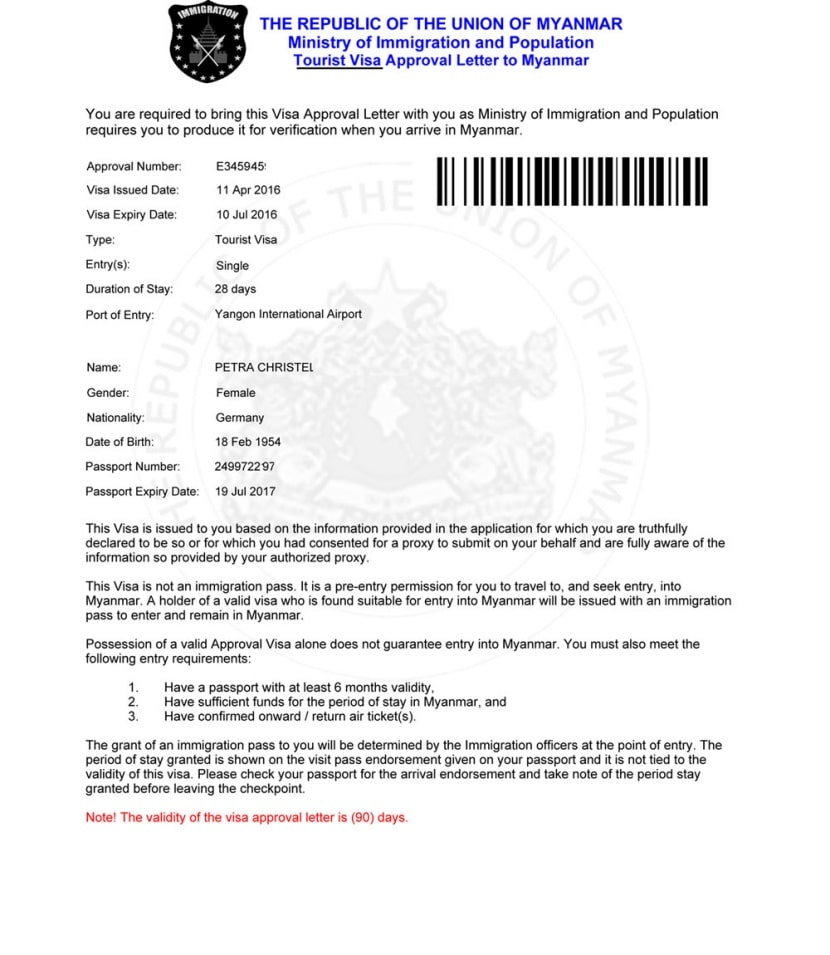 IMMIGRATION
THE REPUBLIC OF THE UNION OF MYANMAR
Ministry of Immigration and Population
Tourist Visa Approval Letter to Myanmar
You are required to bring this Visa Approval Letter with you as Ministry of Immigration and Population
requires you to produce it for verification when you arrive in Myanmar.
Approval Number: E345945
Visa Issued Date: 11 Apr 2016
Visa Expiry Date: 10 Jul 2016
Type: Tourist Visa
Entry(s): Single
Duration of Stay: 28 days
Port of Entry: Yangon International Airport
Name: PETRA CHRISTEL
Gender: Female
Nationality: Germany
Date of Birth: 18 Feb 1954
Passport Number: 249972297
Passport Expiry Date: 19 Jul 2017
THE REPUBLIC OF THE UNION OF MYANMAR
This Visa is issued to you based on the information provided in the application for which you are truthfully
declared to be so or for which you had consented for a proxy to submit on your behalf and are fully aware of the
information so provided by your authorized proxy.
This Visa is not an immigration pass. It is a pre-entry permission for you to travel to, and seek entry, into
Myanmar. A holder of a valid visa who is found suitable for entry into Myanmar will be issued with an immigration
pass to enter and remain in Myanmar.
Possession of a valid Approval Visa alone does not guarantee entry into Myanmar. You must also meet the
following entry requirements:
1. Have a passport with at least 6 months validity,
2. Have sufficient funds for the period of stay in Myanmar, and
3. Have confirmed onward / return air ticket(s).
The grant of an immigration pass to you will be determined by the Immigration officers at the point of entry. The
period of stay granted is shown on the visit pass endorsement given on your passport and it is not tied to the
validity of this visa. Please check your passport for the arrival endorsement and take note of the period stay
granted before leaving the checkpoint.
Note! The validity of the visa approval letter is (90) days.